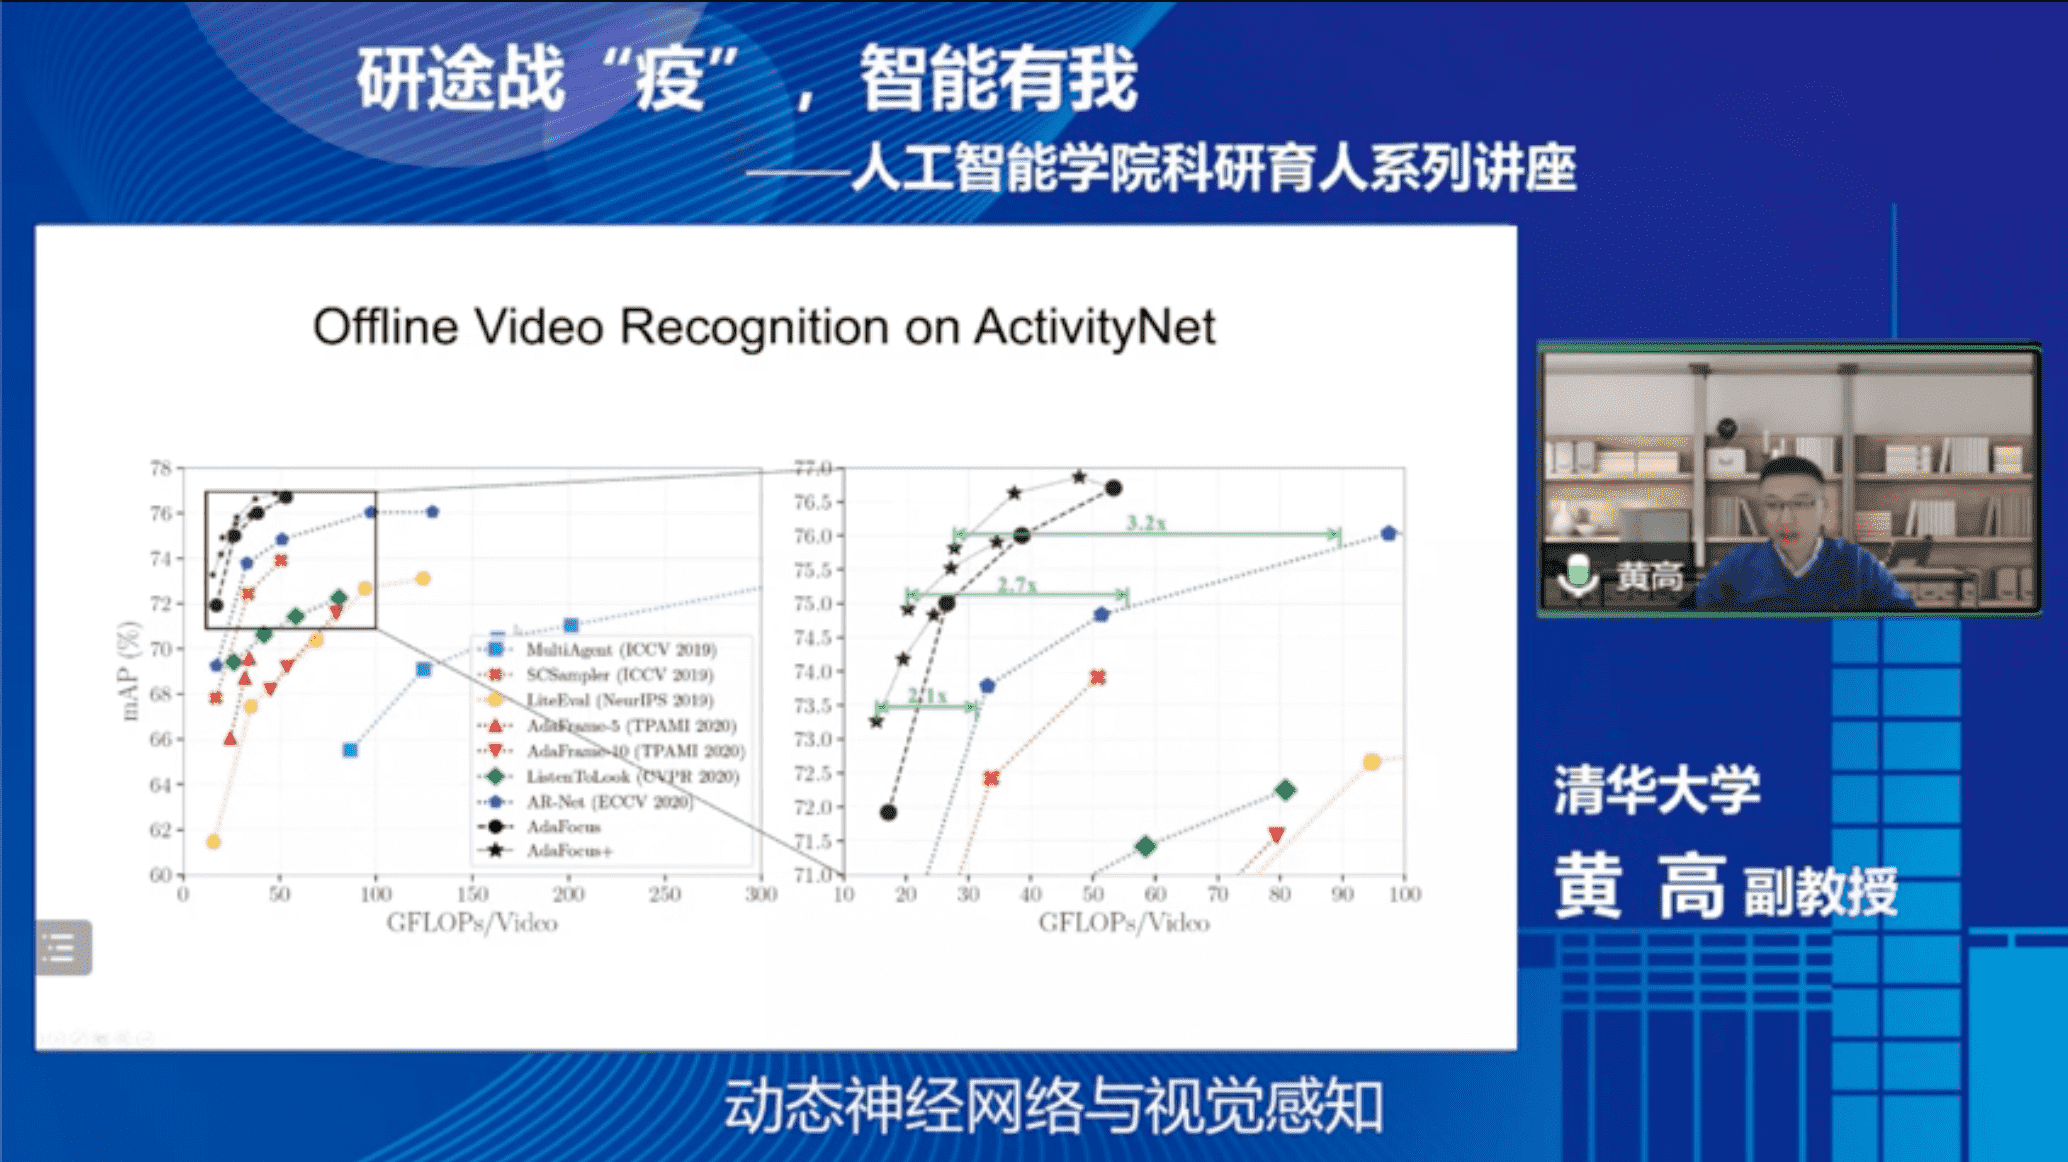 研途战“疫”，智能有我
——人工智能学院科研育人系列讲座
Offline Video Recognition on ActivityNet
mAP (%)
78
76
74
72
70
68
66
64
62
60
0 50 100 150 200 250 300
GFLOPs/Video
MultiAgent (ICCV 2019)
SCSampler (ICCV 2019)
LiteEval (NeurIPS 2019)
AdaFrame-5 (TPAMI 2020)
AdaFrame-10 (TPAMI 2020)
ListenToLook (CVPR 2020)
AR-Net (ECCV 2020)
AdaFocus
AdaFocus+
77.0
76.5
76.0
75.5
75.0
74.5
74.0
73.5
73.0
72.5
72.0
71.5
71.0
3.2x
2.7x
2.1x
10 20 30 40 50 60 70 80 90 100
GFLOPs/Video
黄高
清华大学
黄 高 副教授
动态神经网络与视觉感知